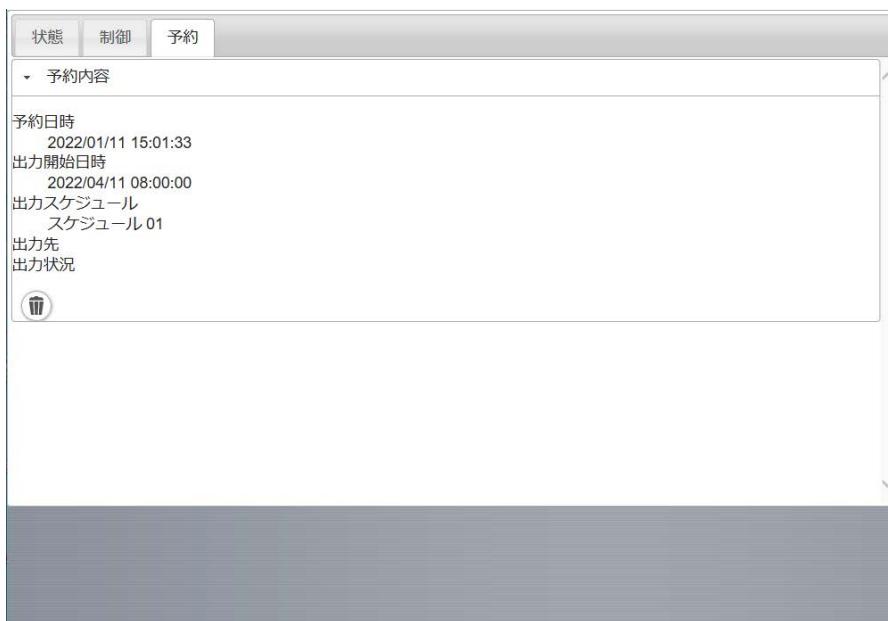 状態 制御 予約
予約内容
予約日時
2022/01/11 15:01:33
出力開始日時
2022/04/11 08:00:00
出力スケジュール
スケジュール 01
出力先
出力状況